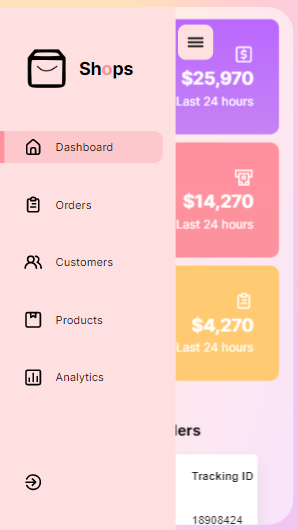 Shops
Dashboard
Orders
Customers
Products
Analytics
$25,970
Last 24 hours
$14,270
Last 24 hours
$4,270
Last 24 hours
ders
Tracking ID
18908424